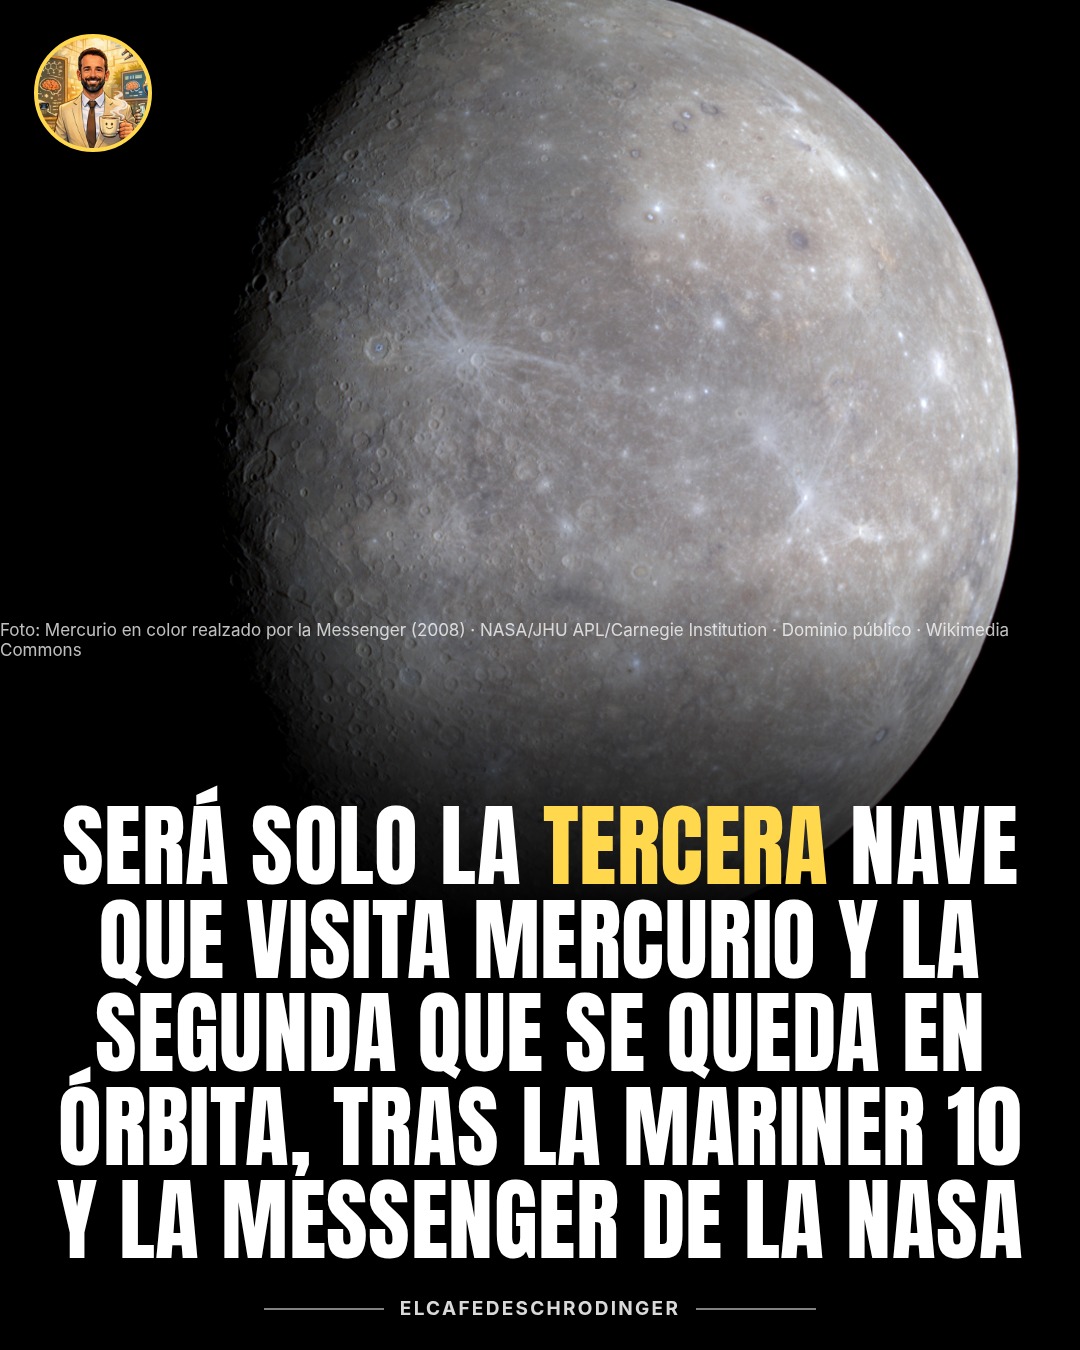 Foto: Mercurio en color realzado por la Messenger (2008) · NASA/JHU APL/Carnegie Institution · Dominio público · Wikimedia
Commons
SERÁ SOLO LA TERCERA NAVE
QUE VISITA MERCURIO Y LA
SEGUNDA QUE SE QUEDA EN
ÓRBITA, TRAS LA MARINER 10
Y LA MESSENGER DE LA NASA
ELCAFEDESCHRODINGER